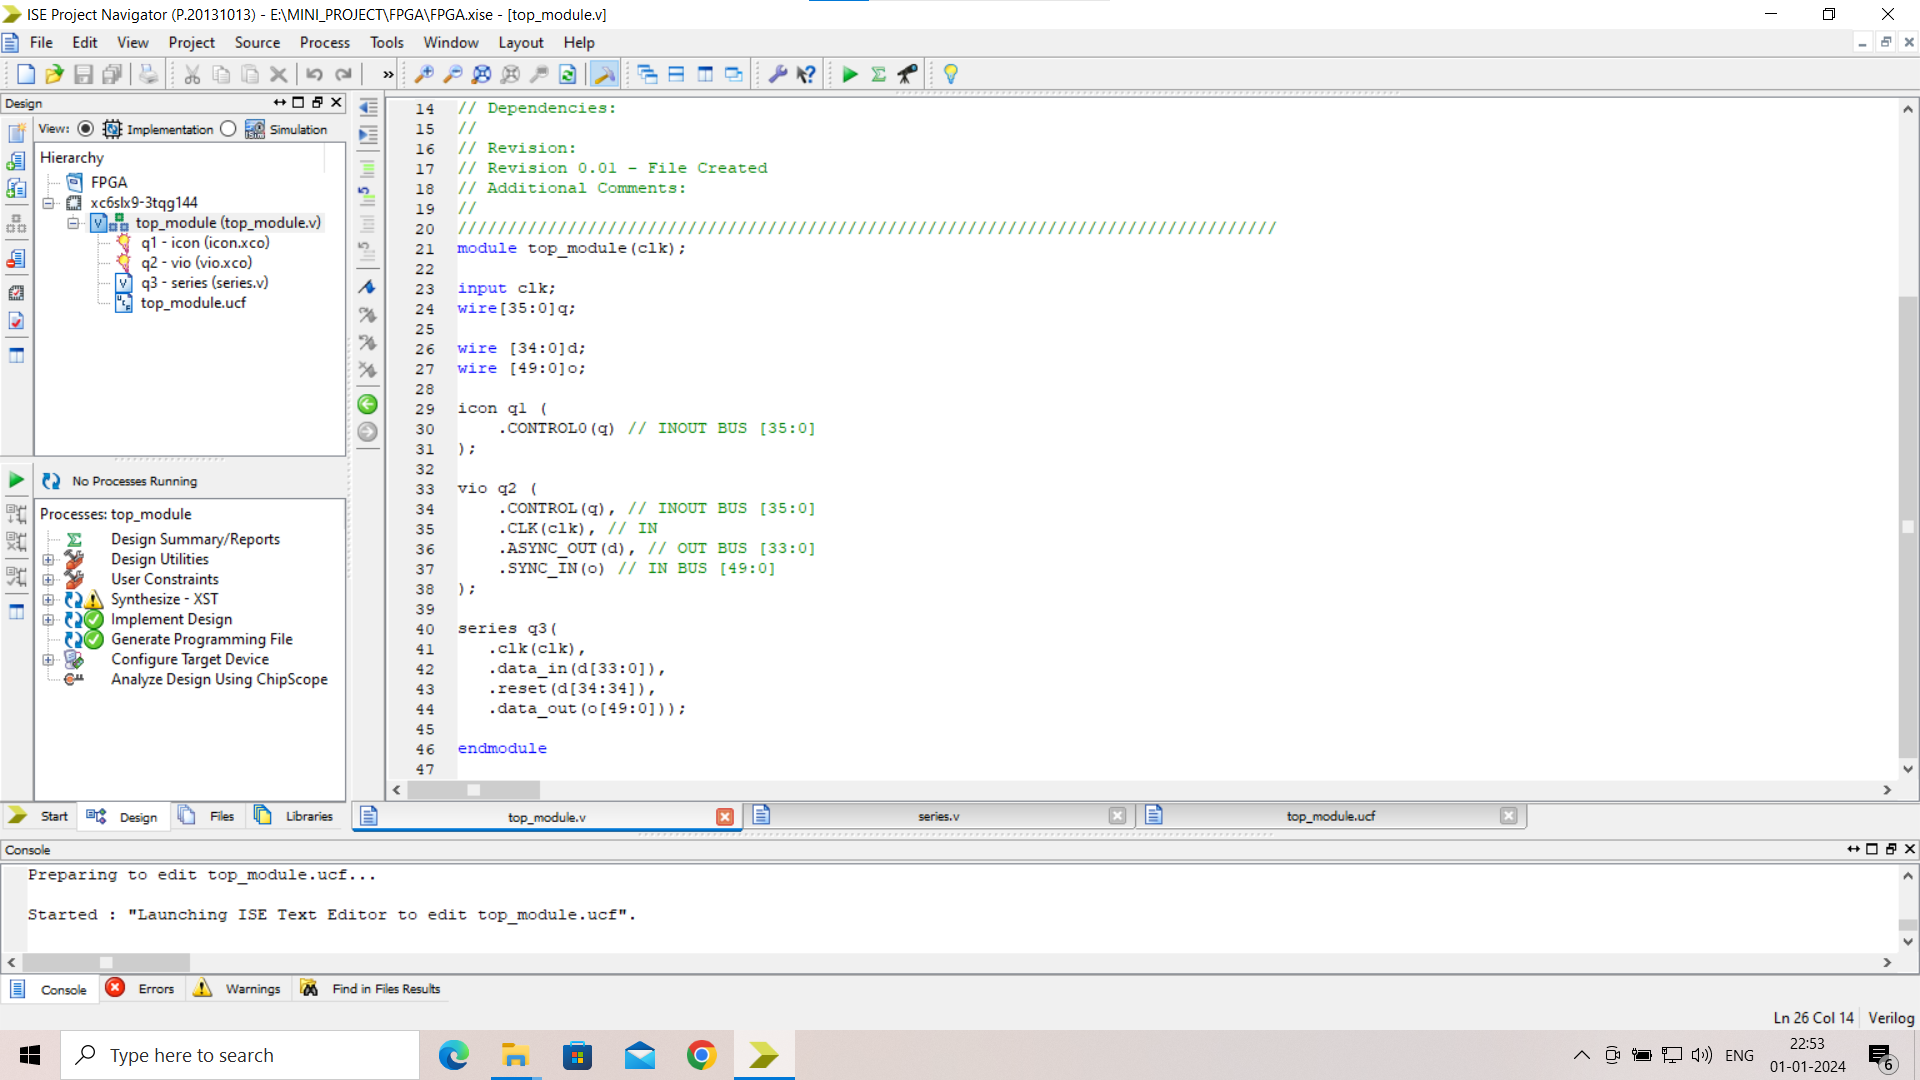 ISE Project Navigator (P.20131013) - E:\MINI_PROJECT\FPGA\FPGA.xise - [top_module.v]
File Edit View Project Source Process Tools Window Layout Help
»
Design
View: Implementation Simulation
Hierarchy
FPGA
xc6slx9-3tqg144
top_module (top_module.v)
q1 - icon (icon.xco)
q2 - vio (vio.xco)
q3 - series (series.v)
top_module.ucf
No Processes Running
Processes: top_module
Design Summary/Reports
Design Utilities
User Constraints
Synthesize - XST
Implement Design
Generate Programming File
Configure Target Device
Analyze Design Using ChipScope
Start Design Files Libraries
14 // Dependencies:
15 //
16 // Revision:
17 // Revision 0.01 - File Created
18 // Additional Comments:
19 //
20 //////////////////////////////////////////////////////////////////////////////////
21 module top_module(clk);
22
23 input clk;
24 wire[35:0]q;
25
26 wire [34:0]d;
27 wire [49:0]o;
28
29 icon q1 (
30 .CONTROL0(q) // INOUT BUS [35:0]
31 );
32
33 vio q2 (
34 .CONTROL(q), // INOUT BUS [35:0]
35 .CLK(clk), // IN
36 .ASYNC_OUT(d), // OUT BUS [33:0]
37 .SYNC_IN(o) // IN BUS [49:0]
38 );
39
40 series q3(
41 .clk(clk),
42 .data_in(d[33:0]),
43 .reset(d[34:34]),
44 .data_out(o[49:0]));
45
46 endmodule
47
top_module.v series.v top_module.ucf
Console
Preparing to edit top_module.ucf...
Started : "Launching ISE Text Editor to edit top_module.ucf".
Console Errors Warnings Find in Files Results
Ln 26 Col 14 Verilog
Type here to search
ENG
22:53
01-01-2024
6